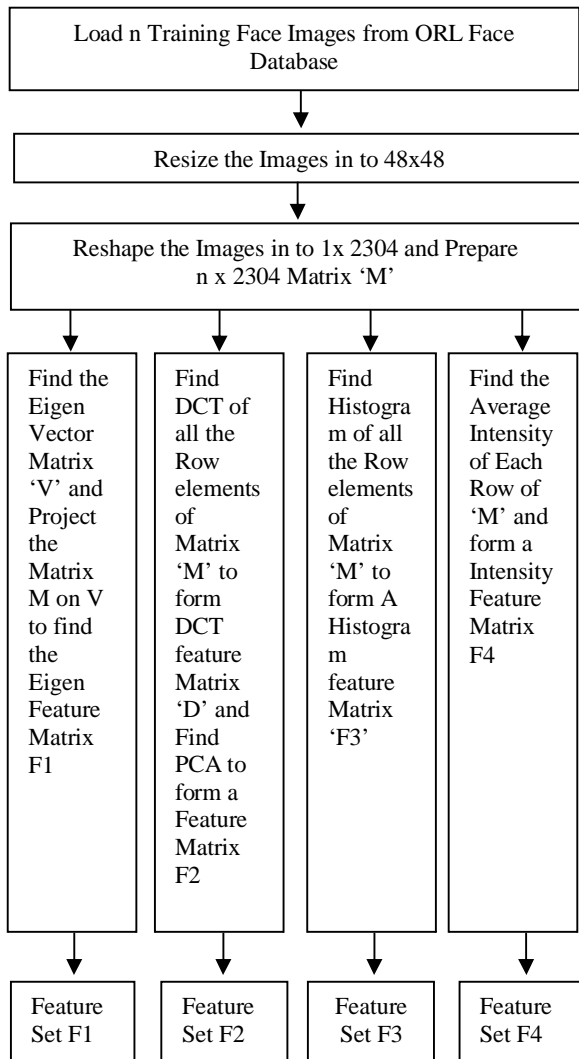 Load n Training Face Images from ORL Face
Database
Resize the Images in to 48x48
Reshape the Images in to 1x 2304 and Prepare
n x 2304 Matrix ‘M’
Find the
Eigen
Vector
Matrix
‘V’ and
Project
the
Matrix
M on V
to find
the
Eigen
Feature
Matrix
F1
Find
DCT of
all the
Row
elements
of
Matrix
‘M’ to
form
DCT
feature
Matrix
‘D’ and
Find
PCA to
form a
Feature
Matrix
F2
Find
Histogra
m of all
the Row
elements
of
Matrix
‘M’ to
form A
Histogra
m
feature
Matrix
‘F3’
Find the
Average
Intensity
of Each
Row of
‘M’ and
form a
Intensity
Feature
Matrix
F4
Feature
Set F1
Feature
Set F2
Feature
Set F3
Feature
Set F4